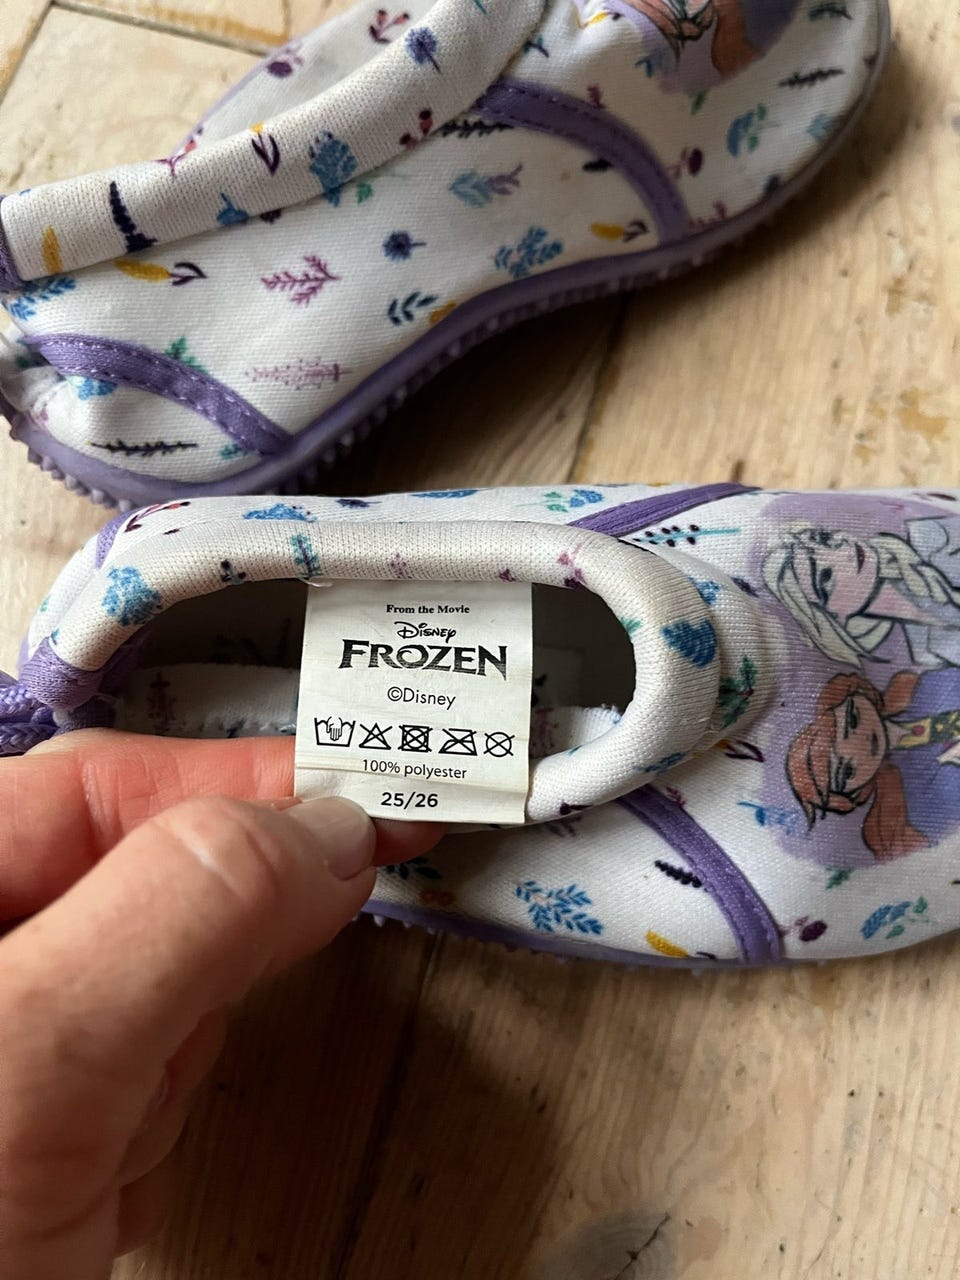 From the Movie
Disney
FROZEN
©Disney
100% polyester
25/26